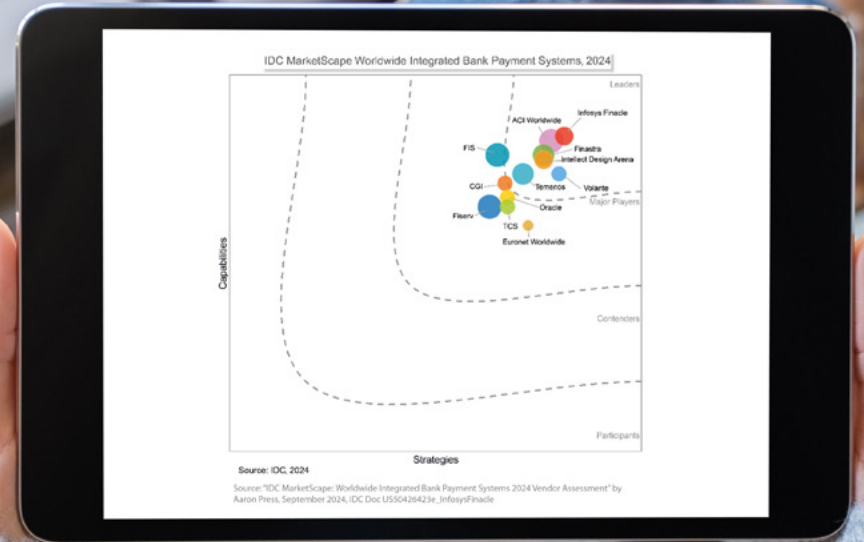 IDC MarketScape Worldwide Integrated Bank Payment Systems, 2024
Leaders
Infosys Finacle
ACI Worldwide
FIS
Finastra
Intellect Design Arena
CGI
Temenos
Volante
Major Players
Oracle
Fiserv
TCS
Euronet Worldwide
Capabilities
Contenders
Participants
Strategies
Source: IDC, 2024
Source: "IDC MarketScape: Worldwide Integrated Bank Payment Systems 2024 Vendor Assessment" by
Aaron Press, September 2024, IDC Doc US50426423e_InfosysFinacle